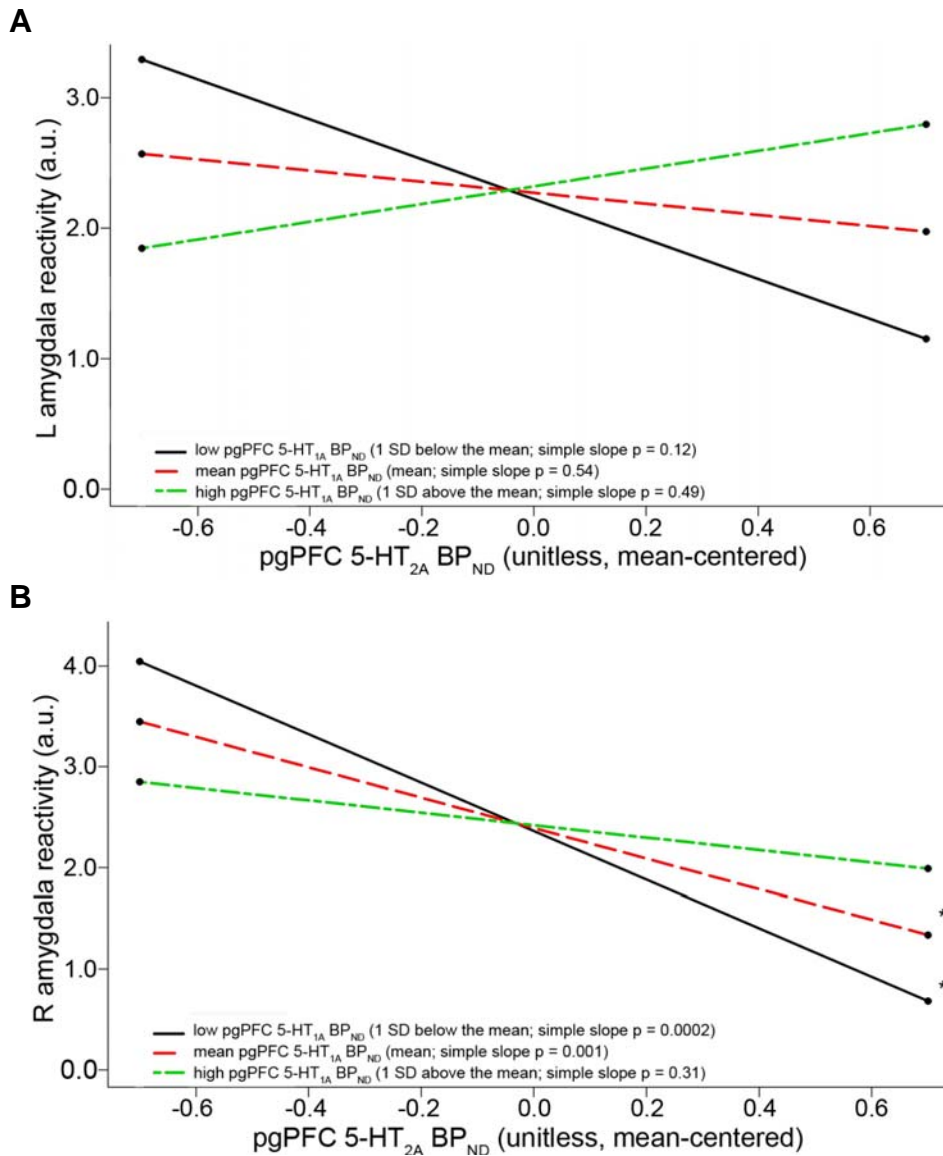 A
3.0
2.0
1.0
0.0
L amygdala reactivity (a.u.)
low pgPFC 5-HT1A BPND (1 SD below the mean; simple slope p = 0.12)
mean pgPFC 5-HT1A BPND (mean; simple slope p = 0.54)
high pgPFC 5-HT1A BPND (1 SD above the mean; simple slope p = 0.49)
-0.6 -0.4 -0.2 0.0 0.2 0.4 0.6
pgPFC 5-HT2A BPND (unitless, mean-centered)
B
4.0
3.0
2.0
1.0
0.0
R amygdala reactivity (a.u.)
*
*
low pgPFC 5-HT1A BPND (1 SD below the mean; simple slope p = 0.0002)
mean pgPFC 5-HT1A BPND (mean; simple slope p = 0.001)
high pgPFC 5-HT1A BPND (1 SD above the mean; simple slope p = 0.31)
-0.6 -0.4 -0.2 0.0 0.2 0.4 0.6
pgPFC 5-HT2A BPND (unitless, mean-centered)